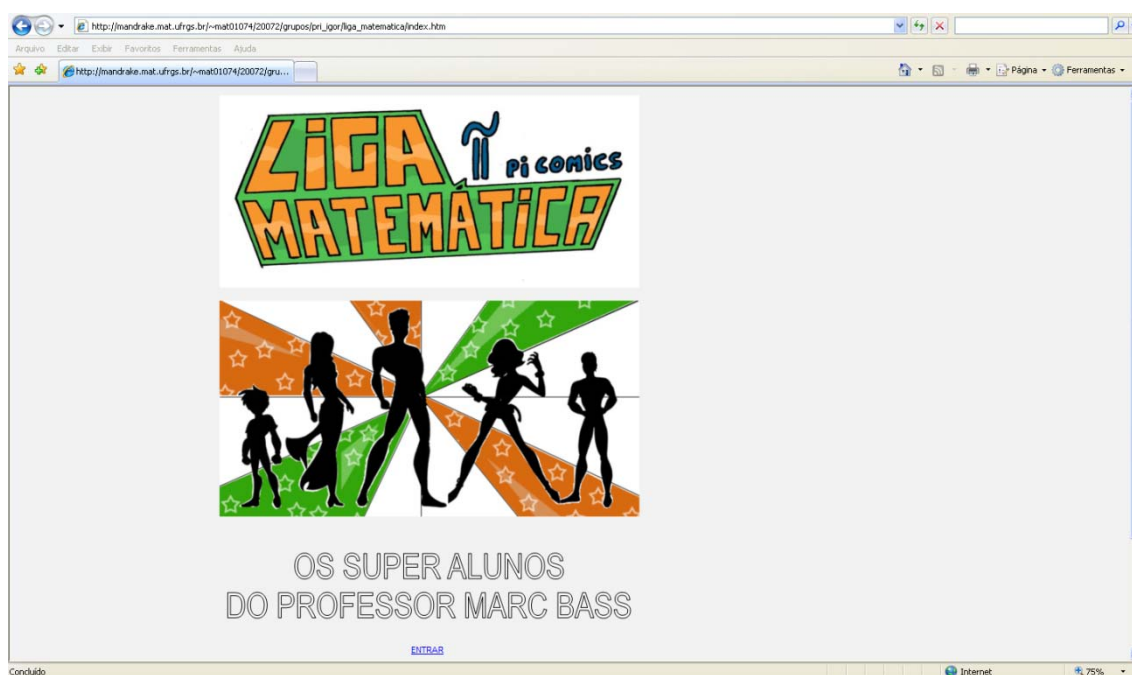 http://mandrake.mat.ufrgs.br/~mat01074/20072/grupos/pri_igor/liga_matematica/index.htm
Arquivo Editar Exibir Favoritos Ferramentas Ajuda
http://mandrake.mat.ufrgs.br/~mat01074/20072/gru...
Página Ferramentas
LiGA
Pi comics
MATEMÁTiCA
OS SUPER ALUNOS
DO PROFESSOR MARC BASS
ENTRAR
Concluído Internet 75%